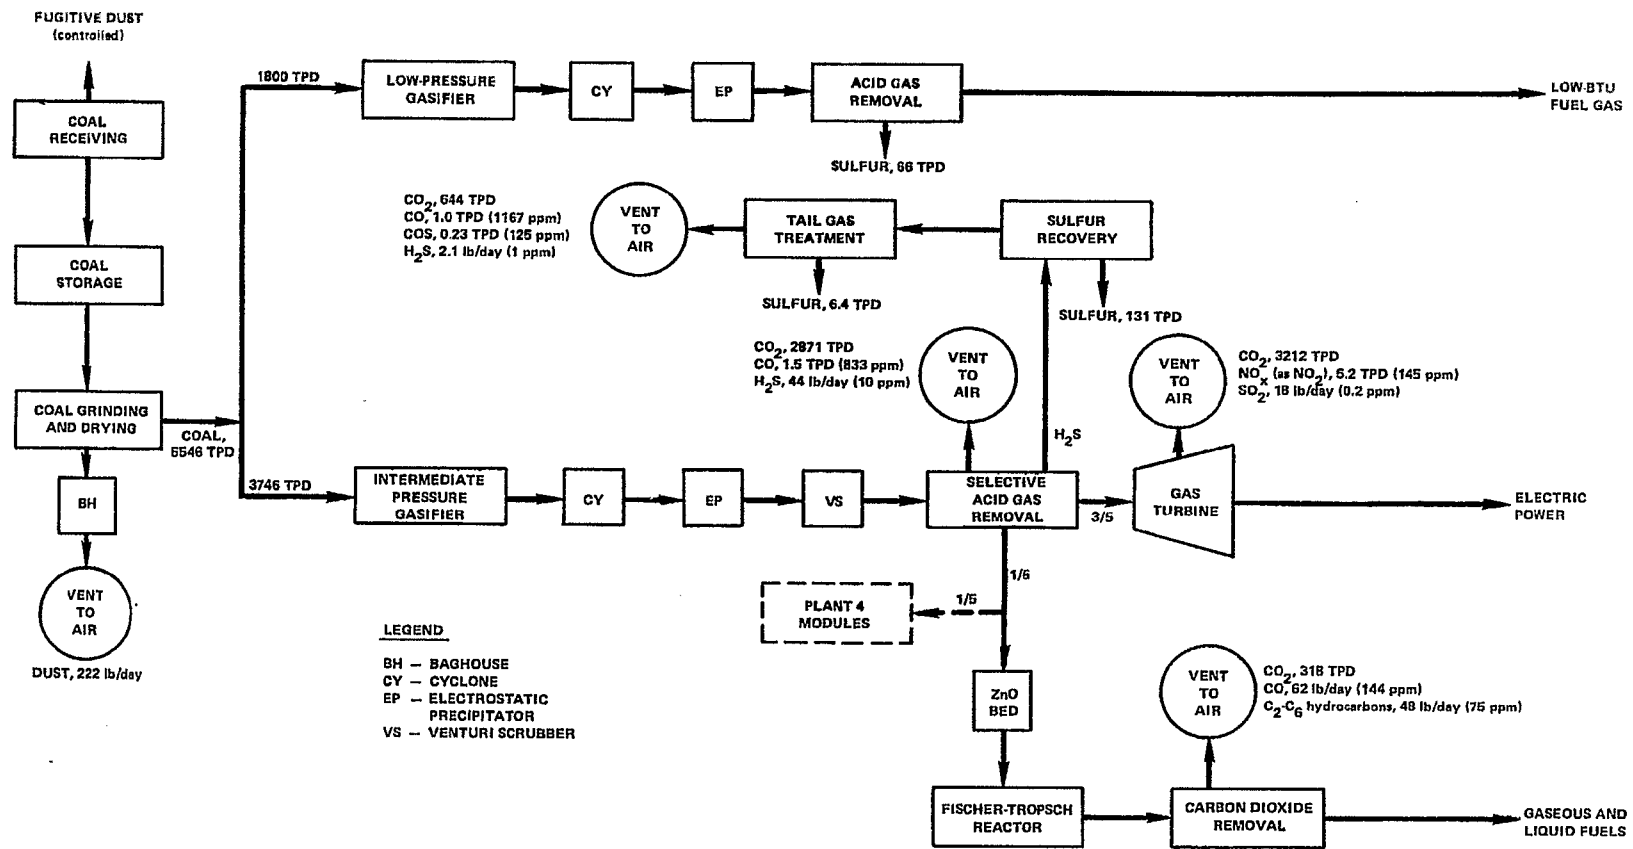 FUGITIVE DUST
(controlled)
COAL
RECEIVING
COAL
STORAGE
COAL GRINDING
AND DRYING
COAL,
5546 TPD
BH
VENT
TO
AIR
DUST, 222 lb/day
1800 TPD
LOW-PRESSURE
GASIFIER
CY
EP
ACID GAS
REMOVAL
LOW-BTU
FUEL GAS
SULFUR, 66 TPD
CO2, 644 TPD
CO, 1.0 TPD (1167 ppm)
COS, 0.23 TPD (125 ppm)
H2S, 2.1 lb/day (1 ppm)
VENT
TO
AIR
TAIL GAS
TREATMENT
SULFUR
RECOVERY
SULFUR, 6.4 TPD
SULFUR, 131 TPD
CO2, 2871 TPD
CO, 1.5 TPD (833 ppm)
H2S, 44 lb/day (10 ppm)
VENT
TO
AIR
H2S
VENT
TO
AIR
CO2, 3212 TPD
NOx (as NO2), 5.2 TPD (145 ppm)
SO2, 18 lb/day (0.2 ppm)
3746 TPD
INTERMEDIATE
PRESSURE
GASIFIER
CY
EP
VS
SELECTIVE
ACID GAS
REMOVAL
3/5
GAS
TURBINE
ELECTRIC
POWER
1/5
1/5
PLANT 4
MODULES
ZnO
BED
FISCHER-TROPSCH
REACTOR
CARBON DIOXIDE
REMOVAL
GASEOUS AND
LIQUID FUELS
VENT
TO
AIR
CO2, 318 TPD
CO, 62 lb/day (144 ppm)
C2-C6 hydrocarbons, 48 lb/day (75 ppm)
LEGEND
BH — BAGHOUSE
CY — CYCLONE
EP — ELECTROSTATIC
PRECIPITATOR
VS — VENTURI SCRUBBER